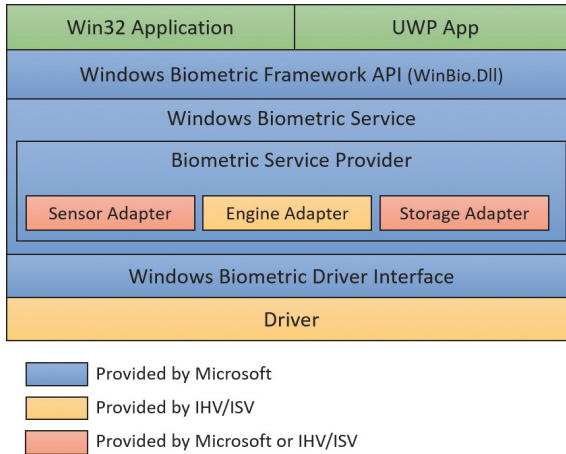 Win32 Application
UWP App
Windows Biometric Framework API (WinBio.Dll)
Windows Biometric Service
Biometric Service Provider
Sensor Adapter
Engine Adapter
Storage Adapter
Windows Biometric Driver Interface
Driver
Provided by Microsoft
Provided by IHV/ISV
Provided by Microsoft or IHV/ISV